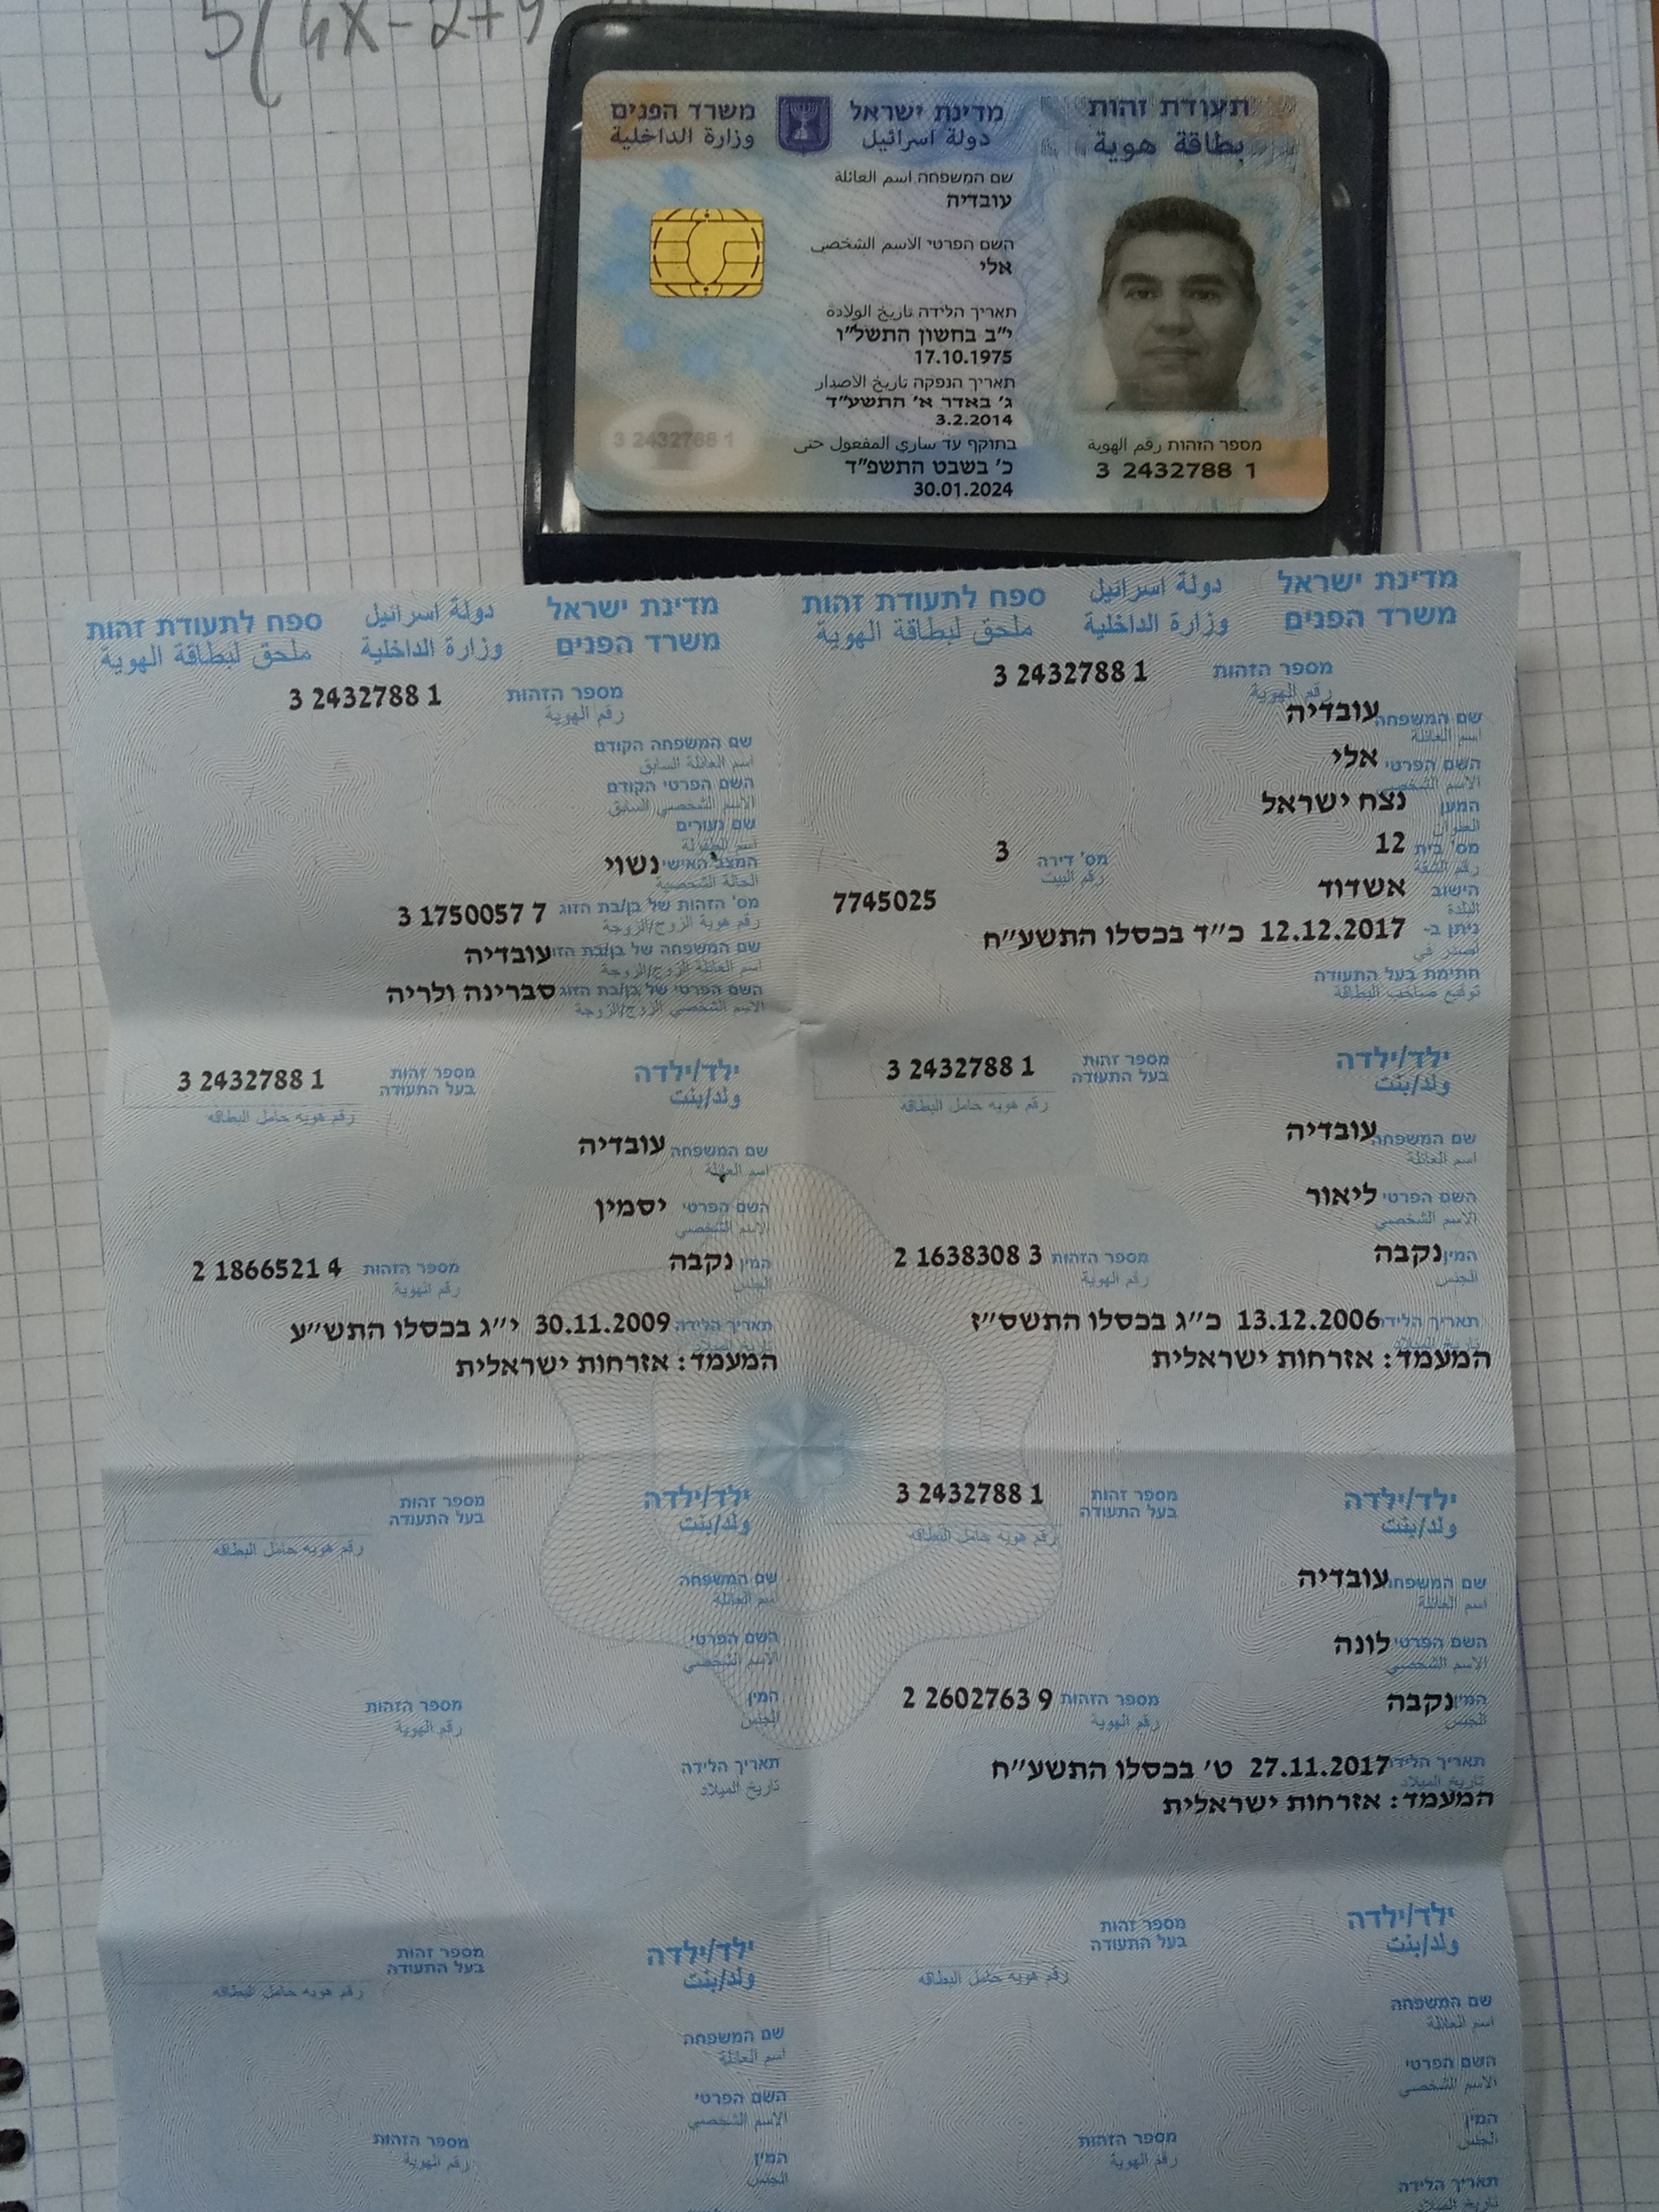 5(4x-2+y
תעודת זהות
بطاقة هوية
מדינת ישראל
دولة اسرائيل
משרד הפנים
وزارة الداخلية
שם המשפחה اسم العائلة
עובדיה
השם הפרטי الاسم الشخصي
אלי
תאריך הלידה تاريخ الولادة
י"ב בחשון התשל"ו
17.10.1975
תאריך הנפקה تاريخ الاصدار
ג' באדר א' התשע"ד
3.2.2014
בתוקף עד ساري المفعول حتى
כ' בשבט התשפ"ד
30.01.2024
מספר הזהות رقم الهوية
3 2432788 1
3 2432788 1
מדינת ישראל دولة اسرائيل ספח לתעודת זהות
משרד הפנים وزارة الداخلية ملحق لبطاقة الهوية
מספר הזהות 3 2432788 1
رقم الهوية
שם המשפחה עובדיה
اسم العائلة
השם הפרטי אלי
الاسم الشخصي
המען נצח ישראל
العنوان
מס' בית 12 מס' דירה 3
رقم الشقة رقم البيت
הישוב אשדוד 7745025
البلدة
ניתן ב- 12.12.2017 כ"ד בכסלו התשע"ח
اصدر في
חתימת בעל התעודה
توقيع صاحب البطاقة
מדינת ישראל دولة اسرائيل ספח לתעודת זהות
משרד הפנים وزارة الداخلية ملحق لبطاقة الهوية
מספר הזהות 3 2432788 1
رقم الهوية
שם המשפחה הקודם
اسم العائلة السابق
השם הפרטי הקודם
الاسم الشخصي السابق
שם נעורים
اسم الطفولة
המצב האישי נשוי
الحالة الشخصية
מס' הזהות של בן/בת הזוג 3 1750057 7
رقم هوية الزوج/الزوجة
שם המשפחה של בן/בת הזו עובדיה
اسم العائلة الزوج/الزوجة
השם הפרטי של בן/בת הזוג סברינה ולריה
الاسم الشخصي الزوج/الزوجة
ילד/ילדה מספר זהות 3 2432788 1
ولد/بنت בעל התעודה
رقم هويه حامل البطاقه
שם המשפחה עובדיה
اسم العائلة
השם הפרטי ליאור
الاسم الشخصي
המין נקבה מספר הזהות 2 1638308 3
الجنس رقم الهوية
תאריך הלידה 13.12.2006 כ"ג בכסלו התשס"ז
تاريخ الميلاد
המעמד: אזרחות ישראלית
ילד/ילדה מספר זהות 3 2432788 1
ولد/بنت בעל התעודה
رقم هويه حامل البطاقه
שם המשפחה עובדיה
اسم العائلة
השם הפרטי יסמין
الاسم الشخصي
המין נקבה מספר הזהות 2 1866521 4
الجنس رقم الهوية
תאריך הלידה 30.11.2009 י"ג בכסלו התש"ע
המעמד: אזרחות ישראלית
ילד/ילדה מספר זהות 3 2432788 1
ولد/بنت בעל התעודה
رقم هويه حامل البطاقه
שם המשפחה עובדיה
اسم العائلة
השם הפרטי לונה
الاسم الشخصي
המין נקבה מספר הזהות 2 2602763 9
الجنس رقم الهوية
תאריך הלידה 27.11.2017 ט' בכסלו התשע"ח
تاريخ الميلاد
המעמד: אזרחות ישראלית
ילד/ילדה מספר זהות
ولد/بنت בעל התעודה
رقم هويه حامل البطاقه
שם המשפחה
اسم العائلة
השם הפרטי
الاسم الشخصي
המין מספר הזהות
الجنس رقم الهوية
תאריך הלידה
تاريخ الميلاد
ילד/ילדה מספר זהות
ولد/بنت בעל התעודה
رقم هويه حامل البطاقه
שם המשפחה
اسم العائلة
השם הפרטי
الاسم الشخصي
המין מספר הזהות
الجنس رقم الهوية
תאריך הלידה
ילד/ילדה מספר זהות
ولد/بنت בעל התעודה
رقم هويه حامل البطاقه
שם המשפחה
اسم العائلة
השם הפרטי
الاسم الشخصي
המין מספר הזהות
الجنس رقم الهوية